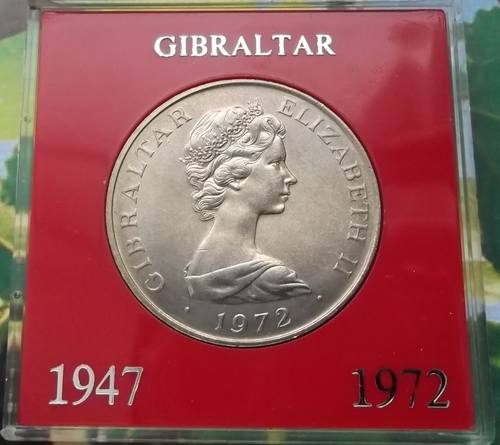 GIBRALTAR
GIBRALTAR ELIZABETH II
· 1972 ·
1947 1972